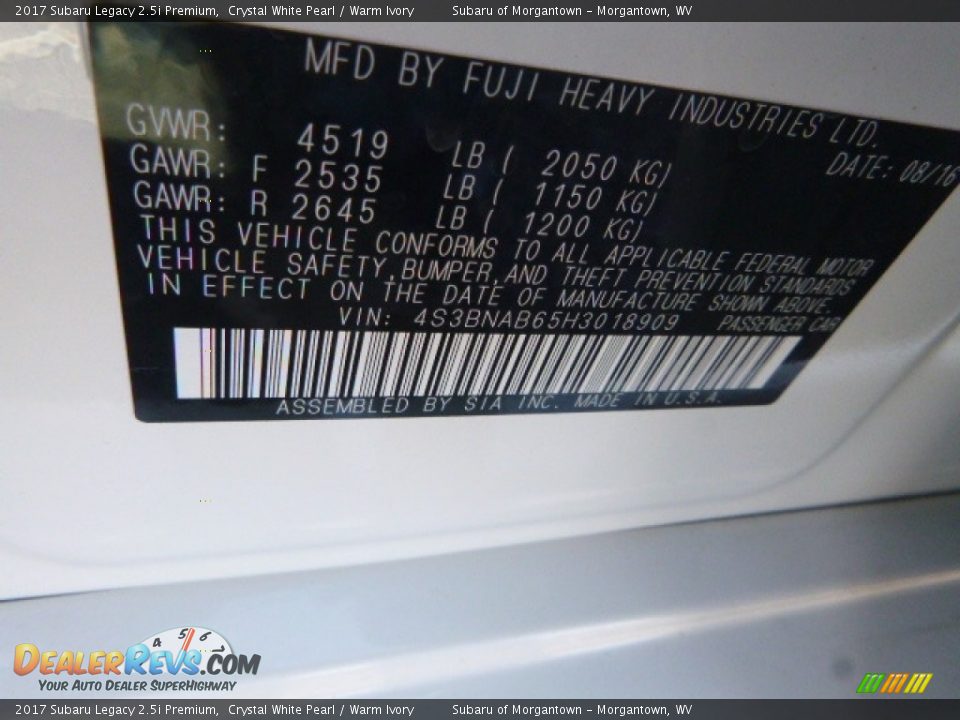 2017 Subaru Legacy 2.5i Premium, Crystal White Pearl / Warm Ivory Subaru of Morgantown - Morgantown, WV
MFD BY FUJI HEAVY INDUSTRIES LTD.
DATE: 08/16
GVWR: 4519 LB ( 2050 KG)
GAWR: F 2535 LB ( 1150 KG)
GAWR: R 2645 LB ( 1200 KG)
THIS VEHICLE CONFORMS TO ALL APPLICABLE FEDERAL MOTOR
VEHICLE SAFETY, BUMPER, AND THEFT PREVENTION STANDARDS
IN EFFECT ON THE DATE OF MANUFACTURE SHOWN ABOVE.
VIN: 4S3BNAB65H3018909 PASSENGER CAR
ASSEMBLED BY SIA INC. MADE IN U.S.A.
4 5 6
DEALERREVS.COM
YOUR AUTO DEALER SUPERHIGHWAY
2017 Subaru Legacy 2.5i Premium, Crystal White Pearl / Warm Ivory Subaru of Morgantown - Morgantown, WV